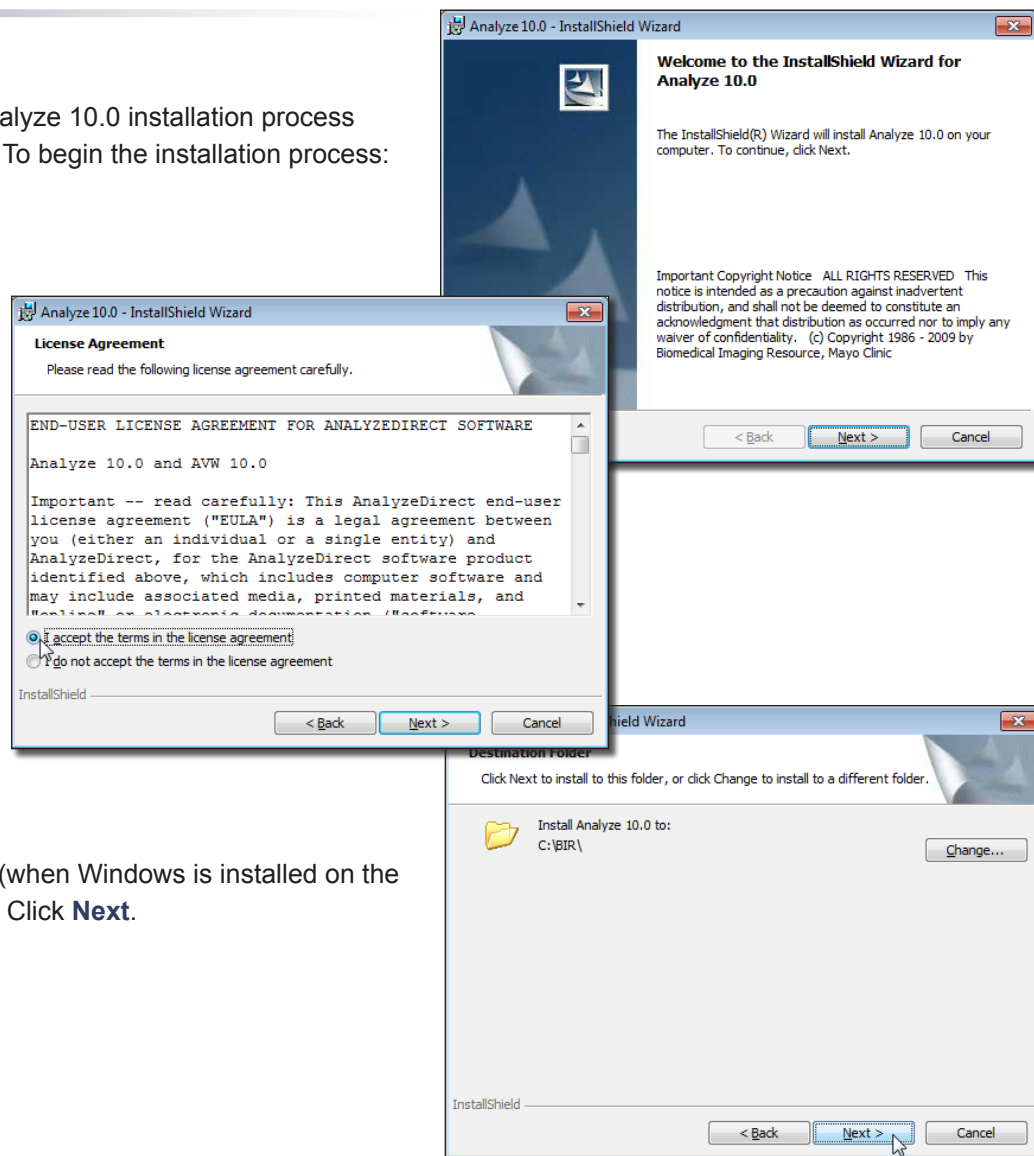 Analyze 10.0 - InstallShield Wizard
Welcome to the InstallShield Wizard for
Analyze 10.0
The InstallShield(R) Wizard will install Analyze 10.0 on your
computer. To continue, click Next.
Important Copyright Notice ALL RIGHTS RESERVED This
notice is intended as a precaution against inadvertent
distribution, and shall not be deemed to constitute an
acknowledgment that distribution as occurred nor to imply any
waiver of confidentiality. (c) Copyright 1986 - 2009 by
Biomedical Imaging Resource, Mayo Clinic
< Back Next > Cancel
alyze 10.0 installation process
To begin the installation process:
Analyze 10.0 - InstallShield Wizard
License Agreement
Please read the following license agreement carefully.
END-USER LICENSE AGREEMENT FOR ANALYZEDIRECT SOFTWARE
Analyze 10.0 and AVW 10.0
Important -- read carefully: This AnalyzeDirect end-user
license agreement ("EULA") is a legal agreement between
you (either an individual or a single entity) and
AnalyzeDirect, for the AnalyzeDirect software product
identified above, which includes computer software and
may include associated media, printed materials, and
"online" or electronic documentation ("software
I accept the terms in the license agreement
I do not accept the terms in the license agreement
InstallShield
< Back Next > Cancel
hield Wizard
Destination Folder
Click Next to install to this folder, or click Change to install to a different folder.
Install Analyze 10.0 to:
C:\BIR\
Change...
(when Windows is installed on the
Click Next.
InstallShield
< Back Next > Cancel